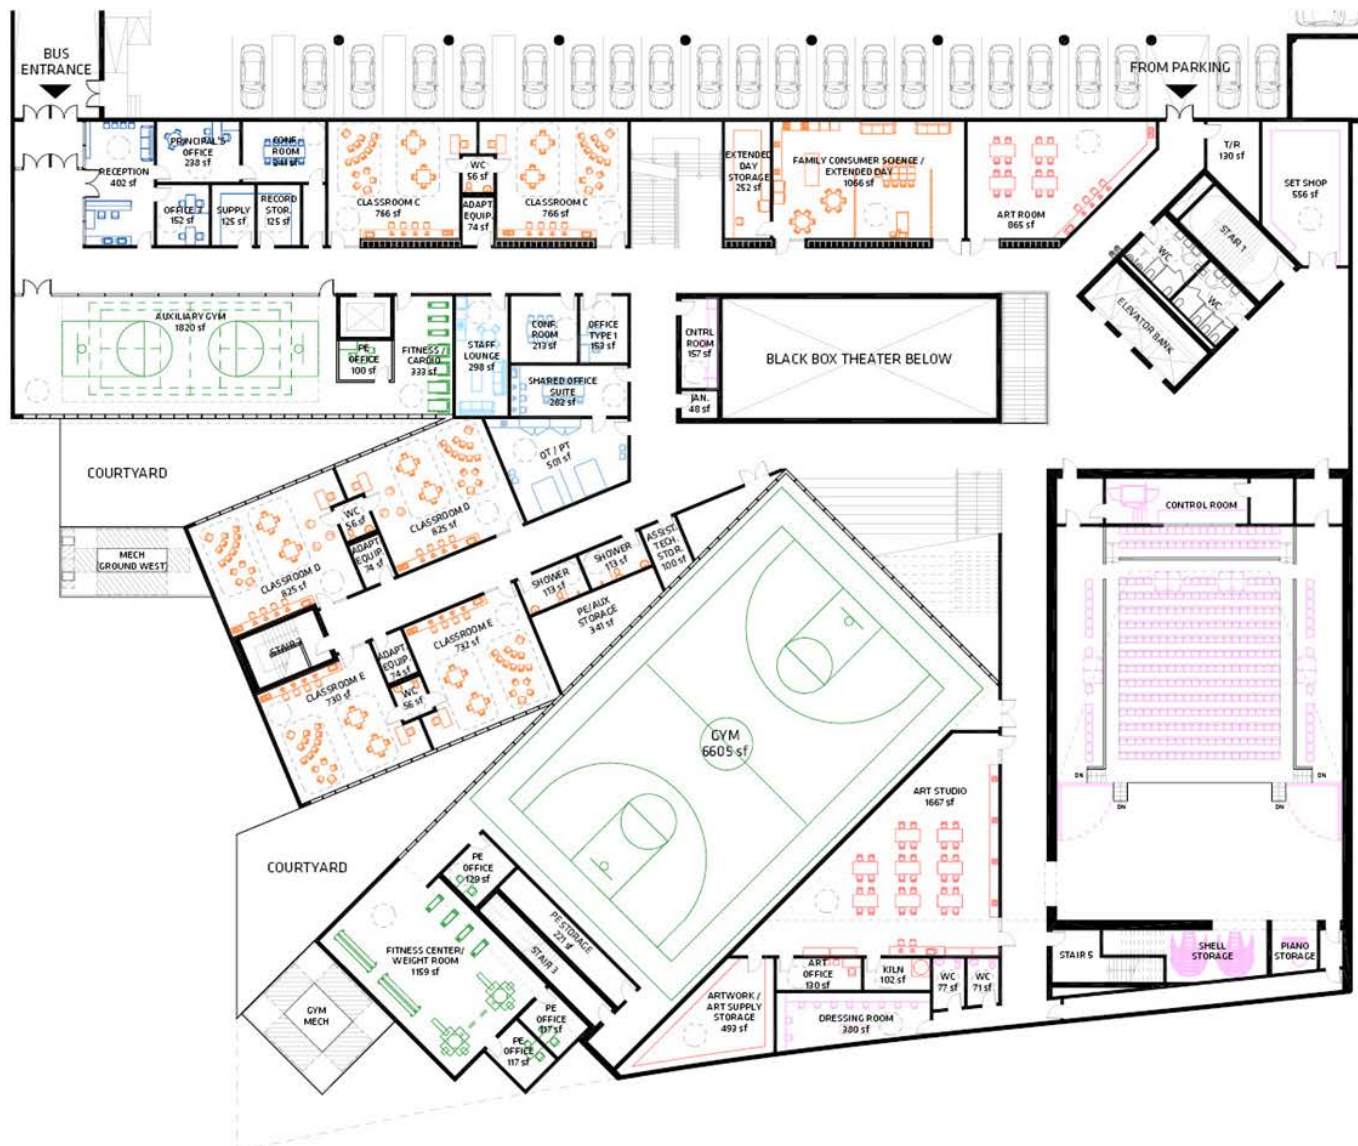 BUS
ENTRANCE
FROM PARKING
PRINCIPAL'S
OFFICE
238 sf
CONF.
ROOM
241 sf
RECEPTION
402 sf
OFFICE 2
152 sf
SUPPLY
125 sf
RECORD
STOR.
125 sf
CLASSROOM C
766 sf
WC
56 sf
ADAPT.
EQUIP.
74 sf
CLASSROOM C
766 sf
EXTENDED
DAY
STORAGE
252 sf
FAMILY CONSUMER SCIENCE /
EXTENDED DAY
1066 sf
ART ROOM
865 sf
T/R
130 sf
SET SHOP
556 sf
STAIR 1
WC
WC
ELEVATOR BANK
AUXILIARY GYM
1820 sf
PE
OFFICE
100 sf
FITNESS /
CARDIO
333 sf
STAFF
LOUNGE
298 sf
CONF.
ROOM
213 sf
OFFICE
TYPE 1
153 sf
SHARED OFFICE
SUITE
282 sf
CNTRL
ROOM
157 sf
JAN.
48 sf
BLACK BOX THEATER BELOW
OT / PT
501 sf
COURTYARD
MECH
GROUND WEST
CLASSROOM D
825 sf
WC
56 sf
ADAPT.
EQUIP.
74 sf
CLASSROOM D
825 sf
STAIR 2
SHOWER
113 sf
SHOWER
113 sf
ASSIST.
TECH.
STOR.
100 sf
PE/AUX
STORAGE
341 sf
CLASSROOM E
732 sf
ADAPT.
EQUIP.
74 sf
WC
56 sf
CLASSROOM E
730 sf
CONTROL ROOM
GYM
6605 sf
DN
DN
DN
DN
ART STUDIO
1667 sf
COURTYARD
PE
OFFICE
129 sf
PE STORAGE
221 sf
STAIR 3
FITNESS CENTER/
WEIGHT ROOM
1159 sf
GYM
MECH
PE
OFFICE
117 sf
PE
OFFICE
117 sf
ARTWORK /
ART SUPPLY
STORAGE
493 sf
ART
OFFICE
130 sf
KILN
102 sf
WC
77 sf
WC
71 sf
DRESSING ROOM
380 sf
STAIR 5
SHELL
STORAGE
PIANO
STORAGE